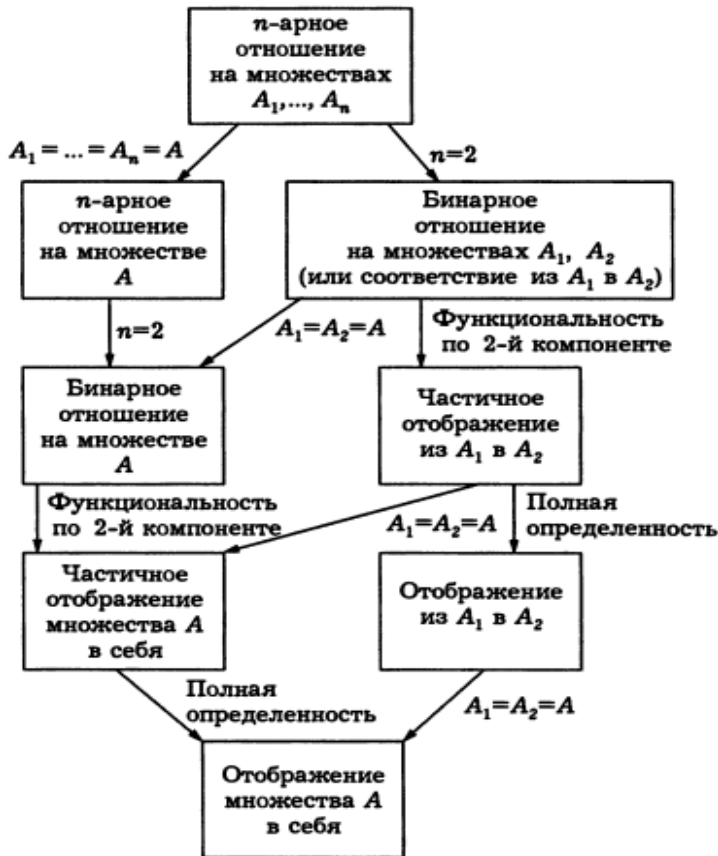 n-арное
отношение
на множествах
A₁,..., Aₙ
A₁ = ... = Aₙ = A
n=2
n-арное
отношение
на множестве
A
Бинарное
отношение
на множествах A₁, A₂
(или соответствие из A₁ в A₂)
n=2
A₁=A₂=A
Функциональность
по 2-й компоненте
Бинарное
отношение
на множестве
A
Частичное
отображение
из A₁ в A₂
Функциональность
по 2-й компоненте
A₁=A₂=A
Полная
определенность
Частичное
отображение
множества A
в себя
Отображение
из A₁ в A₂
Полная
определенность
A₁=A₂=A
Отображение
множества A
в себя